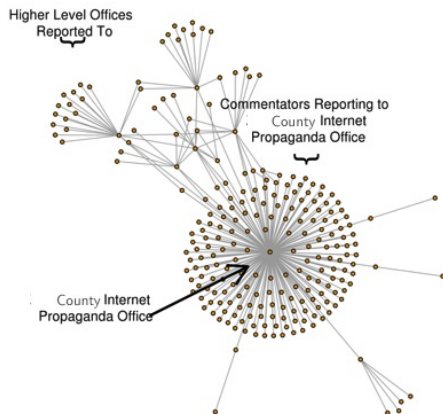 Higher Level Offices
Reported To
Commentators Reporting to
County Internet
Propaganda Office
County Internet
Propaganda Office